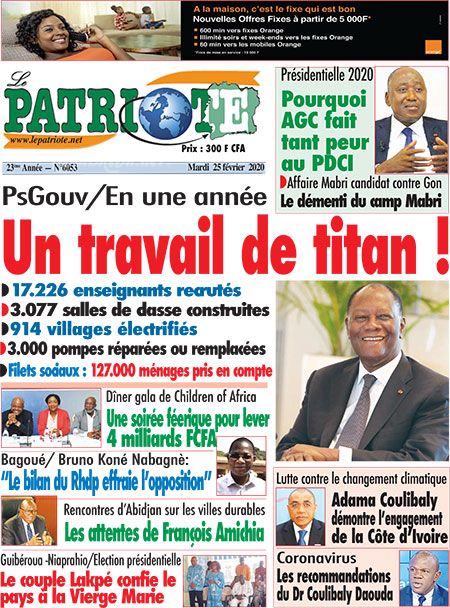 A la maison, c'est le fixe qui est bon
Nouvelles Offres Fixes à partir de 5 000F*
600 min vers fixes Orange
Illimité soirs et week-ends vers les fixes Orange
60 min vers les mobiles Orange
Le
PATRIOTE
www.lepatriote.net
Prix : 300 F CFA
23ème Année – N°6053
Mardi 25 février 2020
Présidentielle 2020
Pourquoi
AGC fait
tant peur
au PDCI
Affaire Mabri candidat contre Gon
Le démenti du camp Mabri
PsGouv/En une année
Un travail de titan !
17.226 enseignants recrutés
3.077 salles de dasse construites
914 villages électrifiés
3.000 pompes réparées ou remplacées
Filets sociaux : 127.000 ménages pris en compte
Dîner gala de Children of Africa
Une soirée féerique pour lever
4 milliards FCFA
Bagoué/ Bruno Koné Nabagnè:
“Le bilan du Rhdp effraie l'opposition”
Rencontres d'Abidjan sur les villes durables
Les attentes de François Amichia
Guibéroua -Niaprahio/Election présidentielle
Le couple Lakpé confie le
pays à la Vierge Marie
Lutte contre le changement climatique
Adama Coulibaly
démontre l'engagement
de la Côte d'Ivoire
Coronavirus
Les recommandations
du Dr Coulibaly Daouda